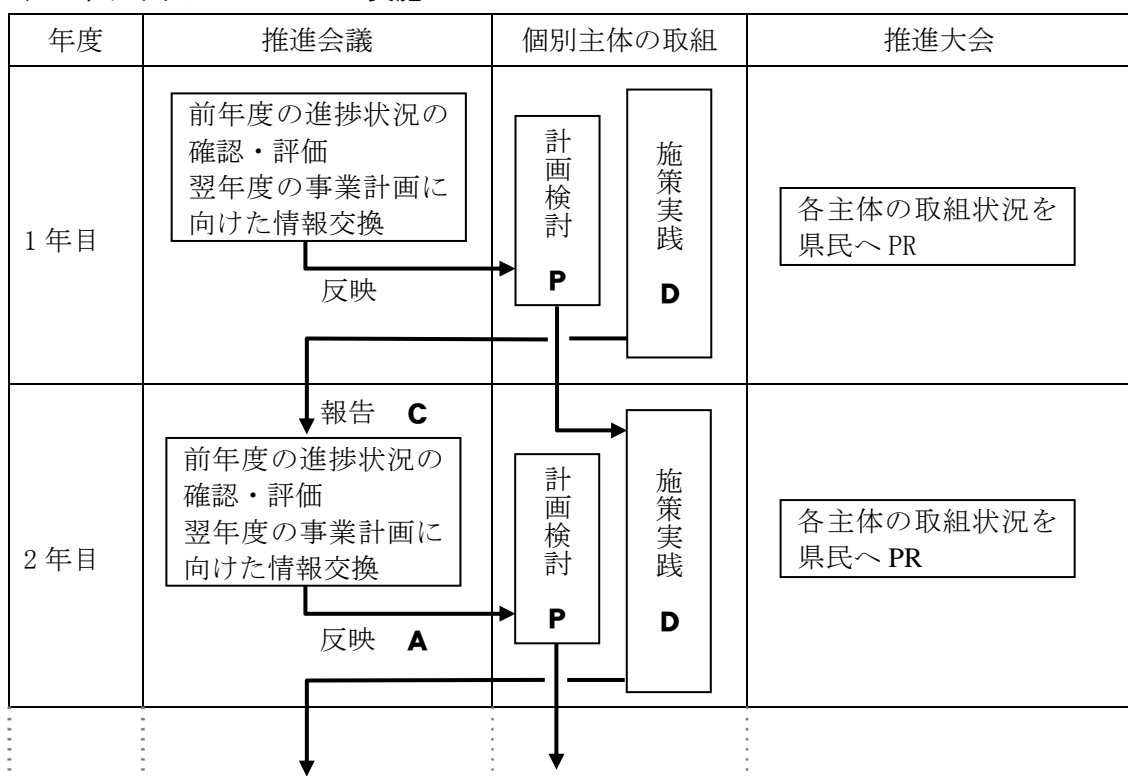 年度
推進会議
個別主体の取組
推進大会
1年目
前年度の進捗状況の
確認・評価
翌年度の事業計画に
向けた情報交換
反映
計画検討
P
施策実践
D
各主体の取組状況を
県民へPR
2年目
報告 C
前年度の進捗状況の
確認・評価
翌年度の事業計画に
向けた情報交換
反映 A
計画検討
P
施策実践
D
各主体の取組状況を
県民へPR